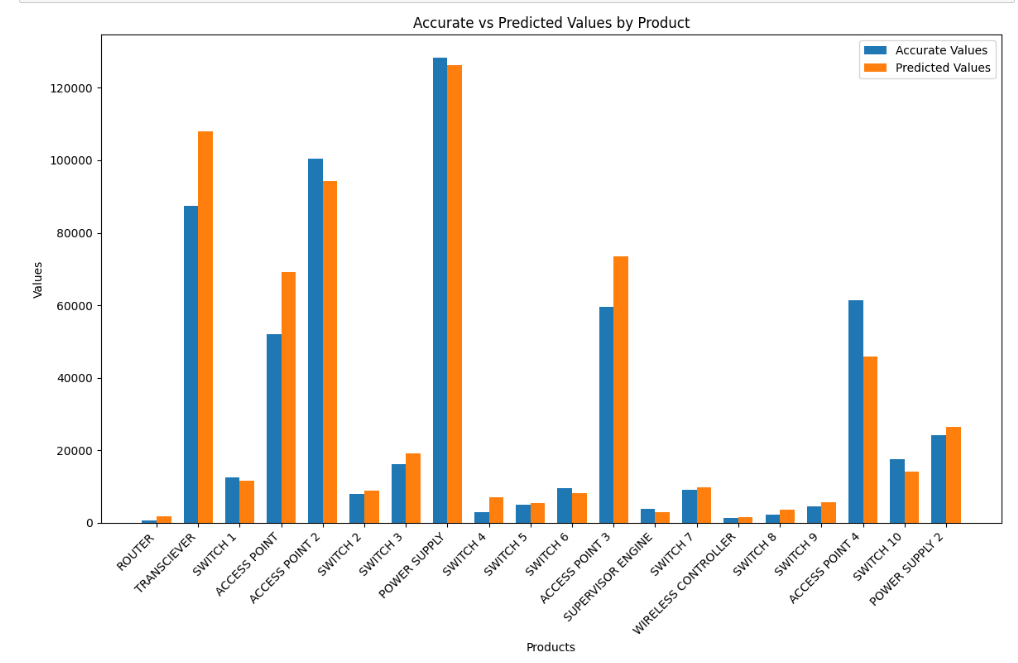 Accurate vs Predicted Values by Product
Accurate Values
Predicted Values
Values
120000
100000
80000
60000
40000
20000
0
ROUTER
TRANSCIEVER
SWITCH 1
ACCESS POINT
ACCESS POINT 2
SWITCH 2
SWITCH 3
POWER SUPPLY
SWITCH 4
SWITCH 5
SWITCH 6
ACCESS POINT 3
SUPERVISOR ENGINE
SWITCH 7
WIRELESS CONTROLLER
SWITCH 8
SWITCH 9
ACCESS POINT 4
SWITCH 10
POWER SUPPLY 2
Products